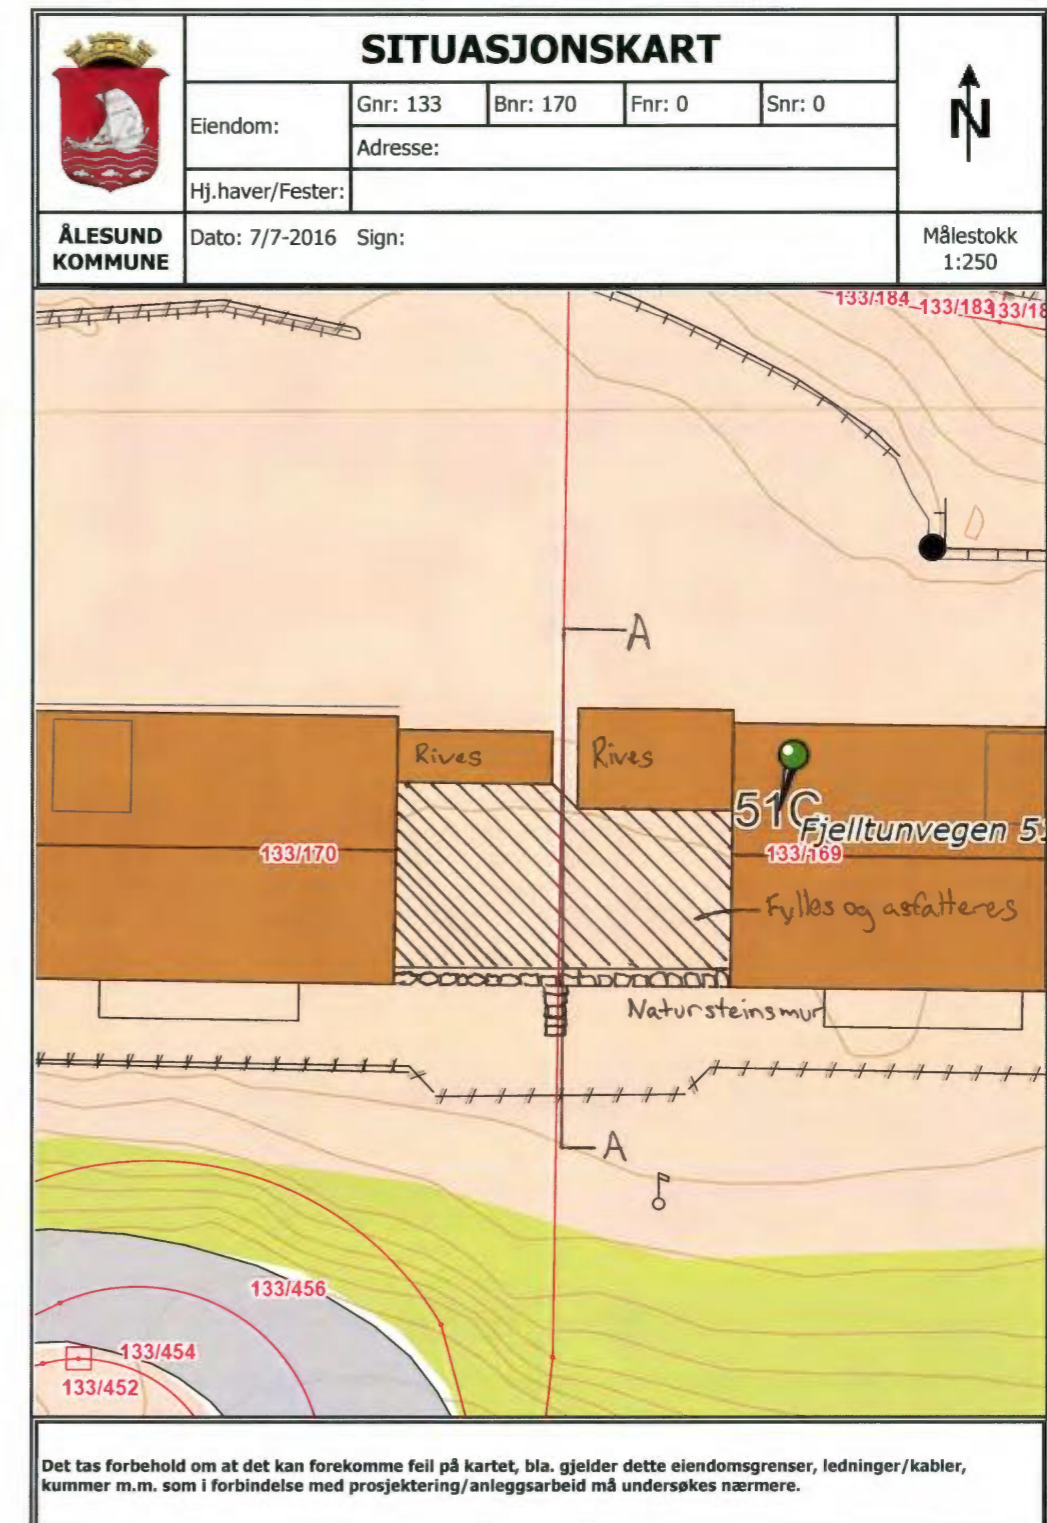 SITUASJONSKART
Eiendom:
Gnr: 133
Bnr: 170
Fnr: 0
Snr: 0
Adresse:
Hj.haver/Fester:
N
ÅLESUND
KOMMUNE
Dato: 7/7-2016 Sign:
Målestokk
1:250
133/184
133/183
133/18
A
Rives
Rives
51C
Fjelltunvegen 51
133/170
133/169
Fylles og asfalteres
Natursteinsmur
A
133/456
133/454
133/452
Det tas forbehold om at det kan forekomme feil på kartet, bla. gjelder dette eiendomsgrenser, ledninger/kabler,
kummer m.m. som i forbindelse med prosjektering/anleggsarbeid må undersøkes nærmere.